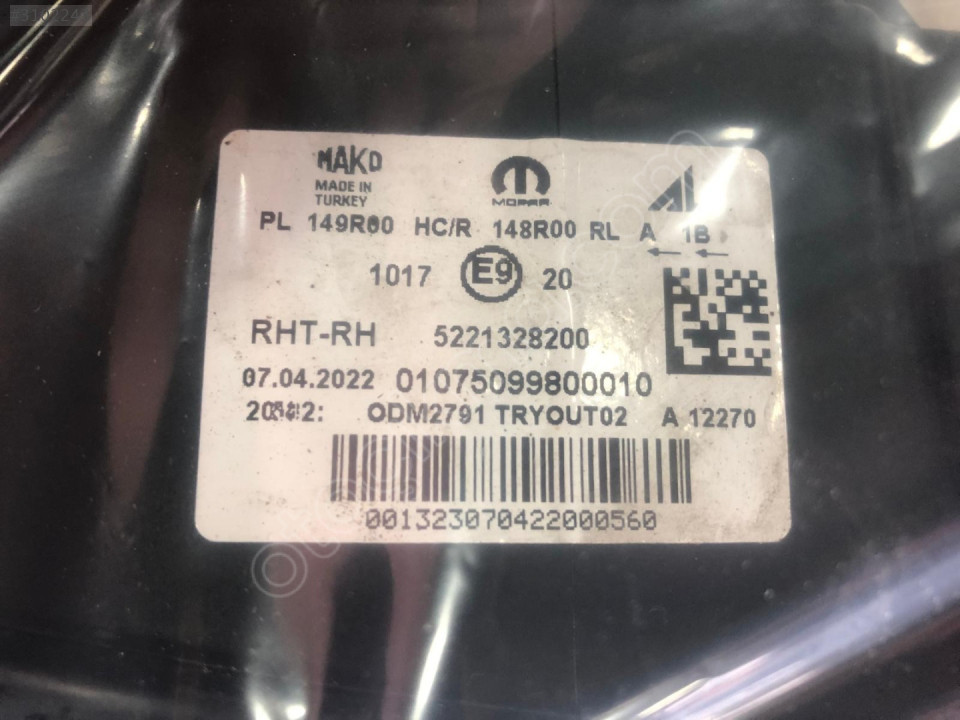 MAKO
MADE IN
TURKEY
MOPAR
AL
PL 149R00 HC/R 148R00 RL A 1B
1017 E9 20
RHT-RH 5221328200
07.04.2022 01075099800010
ODM2791 TRYOUT02 A 12270
001323070422000560